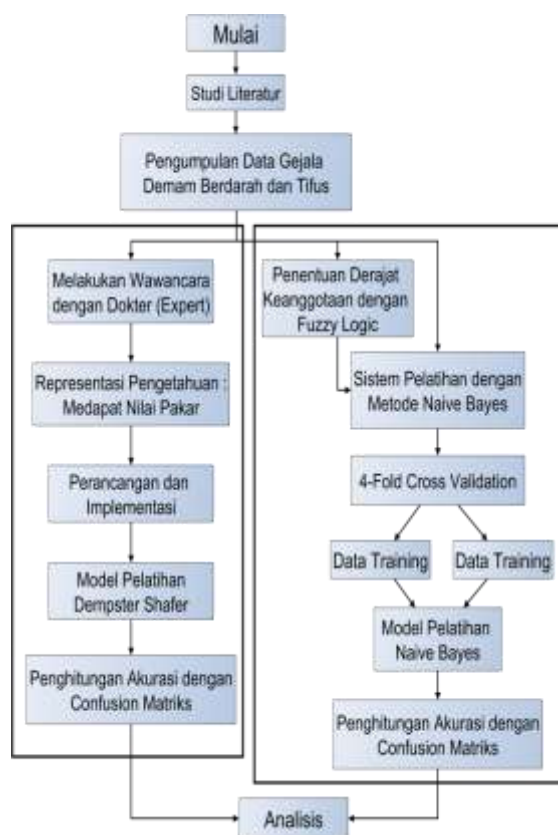 Mulai
Studi Literatur
Pengumpulan Data Gejala
Demam Berdarah dan Tifus
Melakukan Wawancara
dengan Dokter (Expert)
Representasi Pengetahuan :
Medapat Nilai Pakar
Perancangan dan
Implementasi
Model Pelatihan
Dempster Shafer
Penghitungan Akurasi dengan
Confusion Matriks
Penentuan Derajat
Keanggotaan dengan
Fuzzy Logic
Sistem Pelatihan dengan
Metode Naive Bayes
4-Fold Cross Validation
Data Training
Data Training
Model Pelatihan
Naive Bayes
Penghitungan Akurasi dengan
Confusion Matriks
Analisis